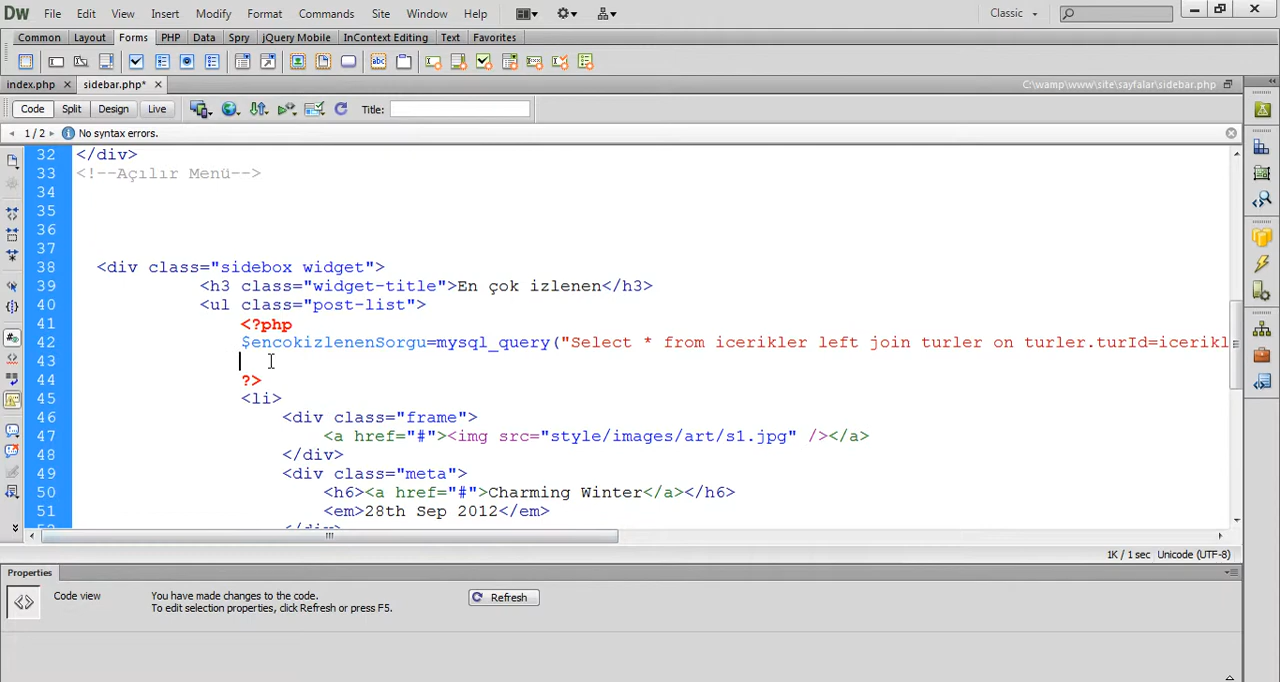 Dw File Edit View Insert Modify Format Commands Site Window Help Classic
Common Layout Forms PHP Data Spry jQuery Mobile InContext Editing Text Favorites
index.php sidebar.php* C:\wamp\www\site\sayfalar\sidebar.php
Code Split Design Live Title:
1 / 2 No syntax errors.
32 </div>
33 <!--Açılır Menü-->
34
35
36
37
38 <div class="sidebox widget">
39 <h3 class="widget-title">En çok izlenen</h3>
40 <ul class="post-list">
41 <?php
42 $encokizlenenSorgu=mysql_query("Select * from icerikler left join turler on turler.turId=icerikl
43
44 ?>
45 <li>
46 <div class="frame">
47 <a href="#"><img src="style/images/art/s1.jpg" /></a>
48 </div>
49 <div class="meta">
50 <h6><a href="#">Charming Winter</a></h6>
51 <em>28th Sep 2012</em>
52 </div>
1K / 1 sec Unicode (UTF-8)
Properties
Code view You have made changes to the code. Refresh
To edit selection properties, click Refresh or press F5.